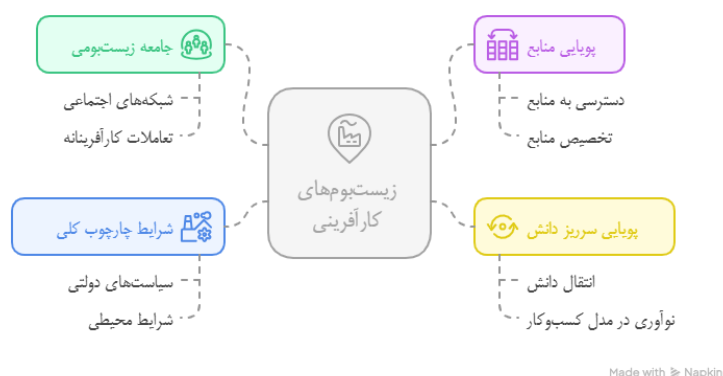 زیست‌بوم‌های
کارآفرینی
پویایی منابع
دسترسی به منابع
تخصیص منابع
پویایی سرریز دانش
انتقال دانش
نوآوری در مدل کسب‌وکار
جامعه زیست‌بومی
شبکه‌های اجتماعی
تعاملات کارآفرینانه
شرایط چارچوب کلی
سیاست‌های دولتی
شرایط محیطی
Made with Napkin